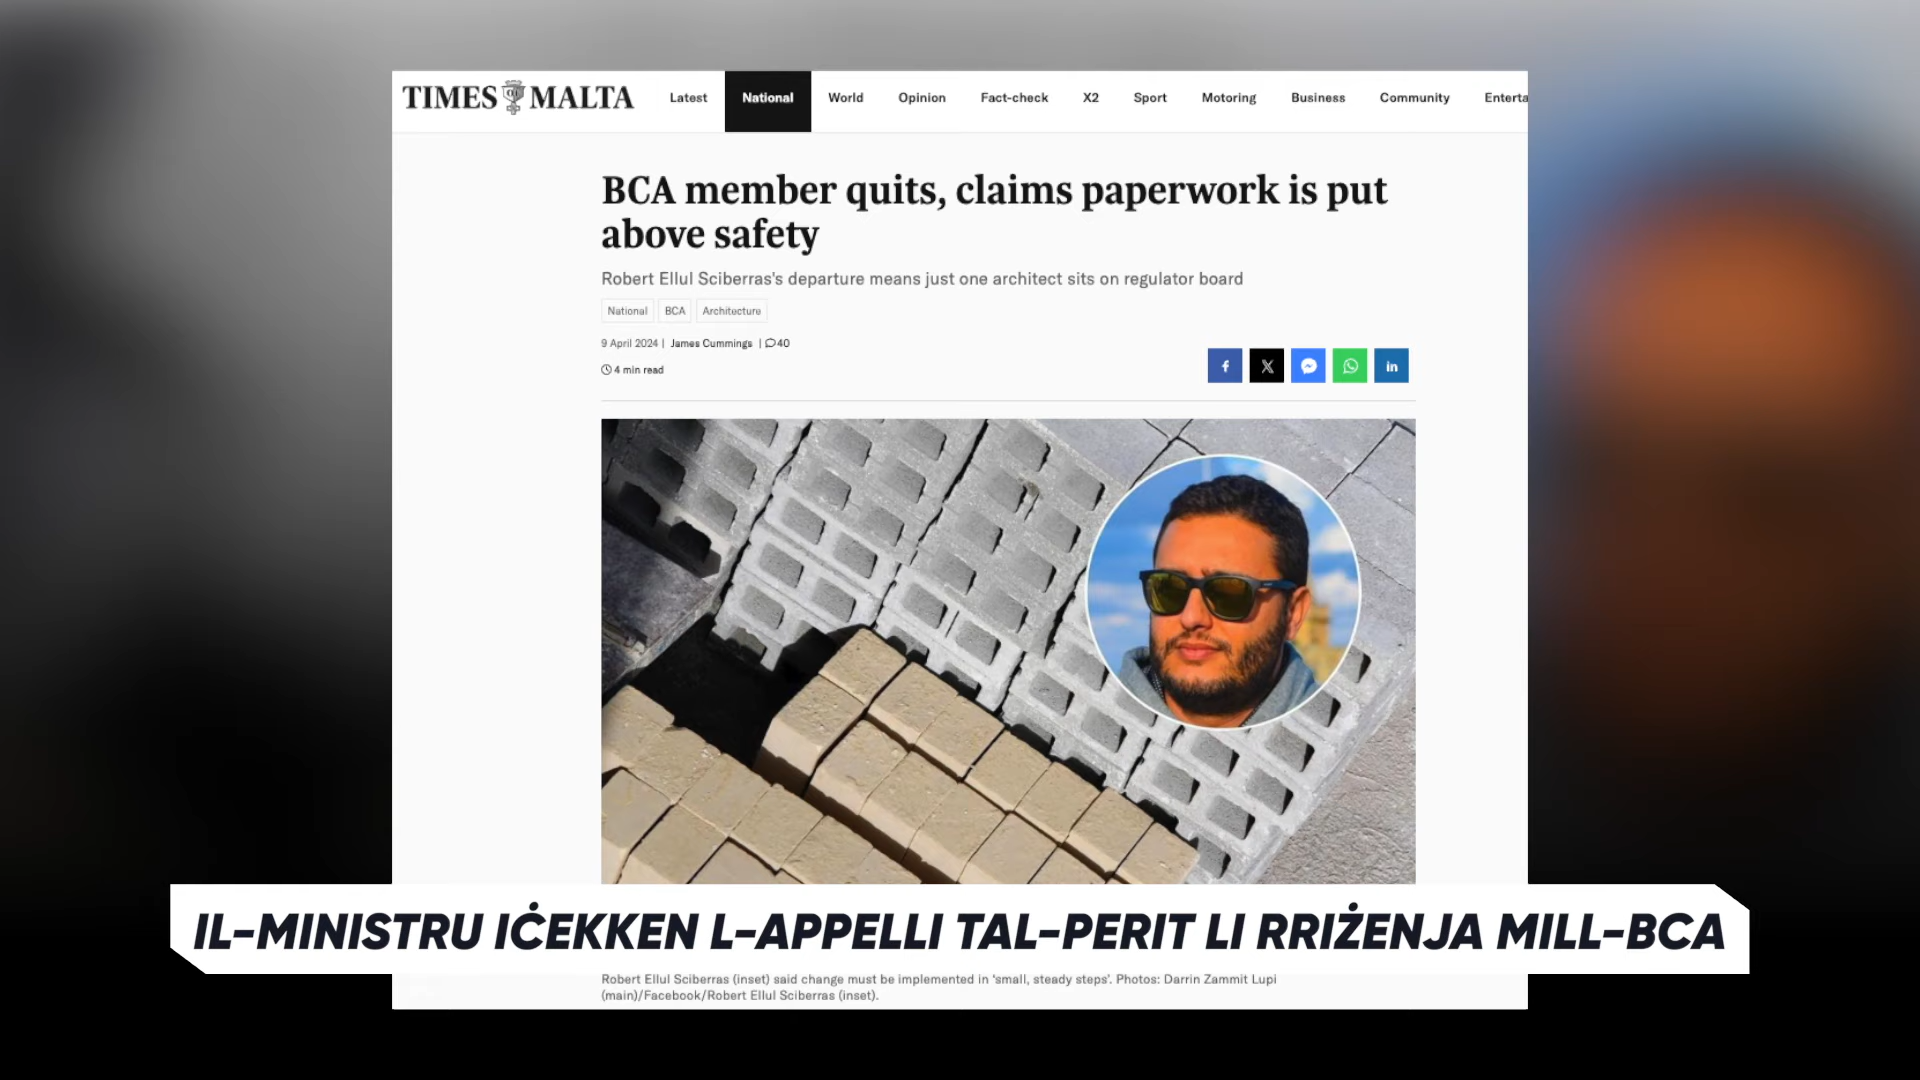 TIMES OF MALTA Latest National World Opinion Fact-check X2 Sport Motoring Business Community Enterta
BCA member quits, claims paperwork is put
above safety
Robert Ellul Sciberras's departure means just one architect sits on regulator board
National BCA Architecture
9 April 2024 | James Cummings | 40
4 min read
IL-MINISTRU IĊEKKEN L-APPELLI TAL-PERIT LI RRIŻENJA MILL-BCA
Robert Ellul Sciberras (inset) said change must be implemented in 'small, steady steps'. Photos: Darrin Zammit Lupi
(main)/Facebook/Robert Ellul Sciberras (inset).